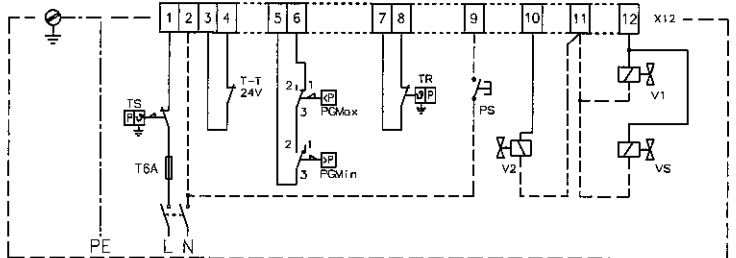 1 2 3 4 5 6 7 8 9 10 11 12 X12
T-T
24V
TS
P
T6A
2 1
3
<P
PGMax
2 1
3
>P
PGMin
TR
P
PS
V2
V1
VS
PE L N